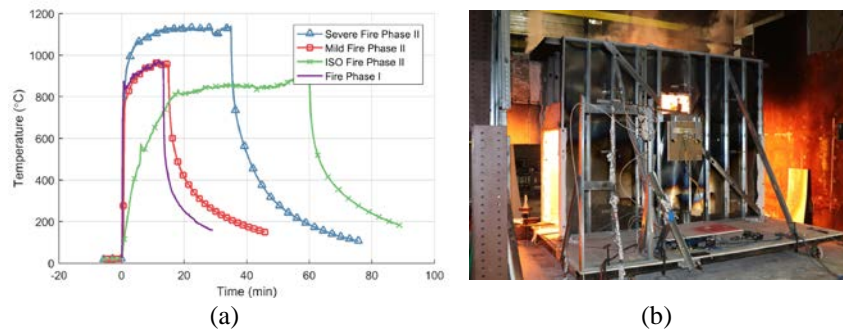 1200
1000
800
600
400
200
0
-20
0
20
40
60
80
100
Temperature (°C)
Time (min)
Severe Fire Phase II
Mild Fire Phase II
ISO Fire Phase II
Fire Phase I
(a)
(b)